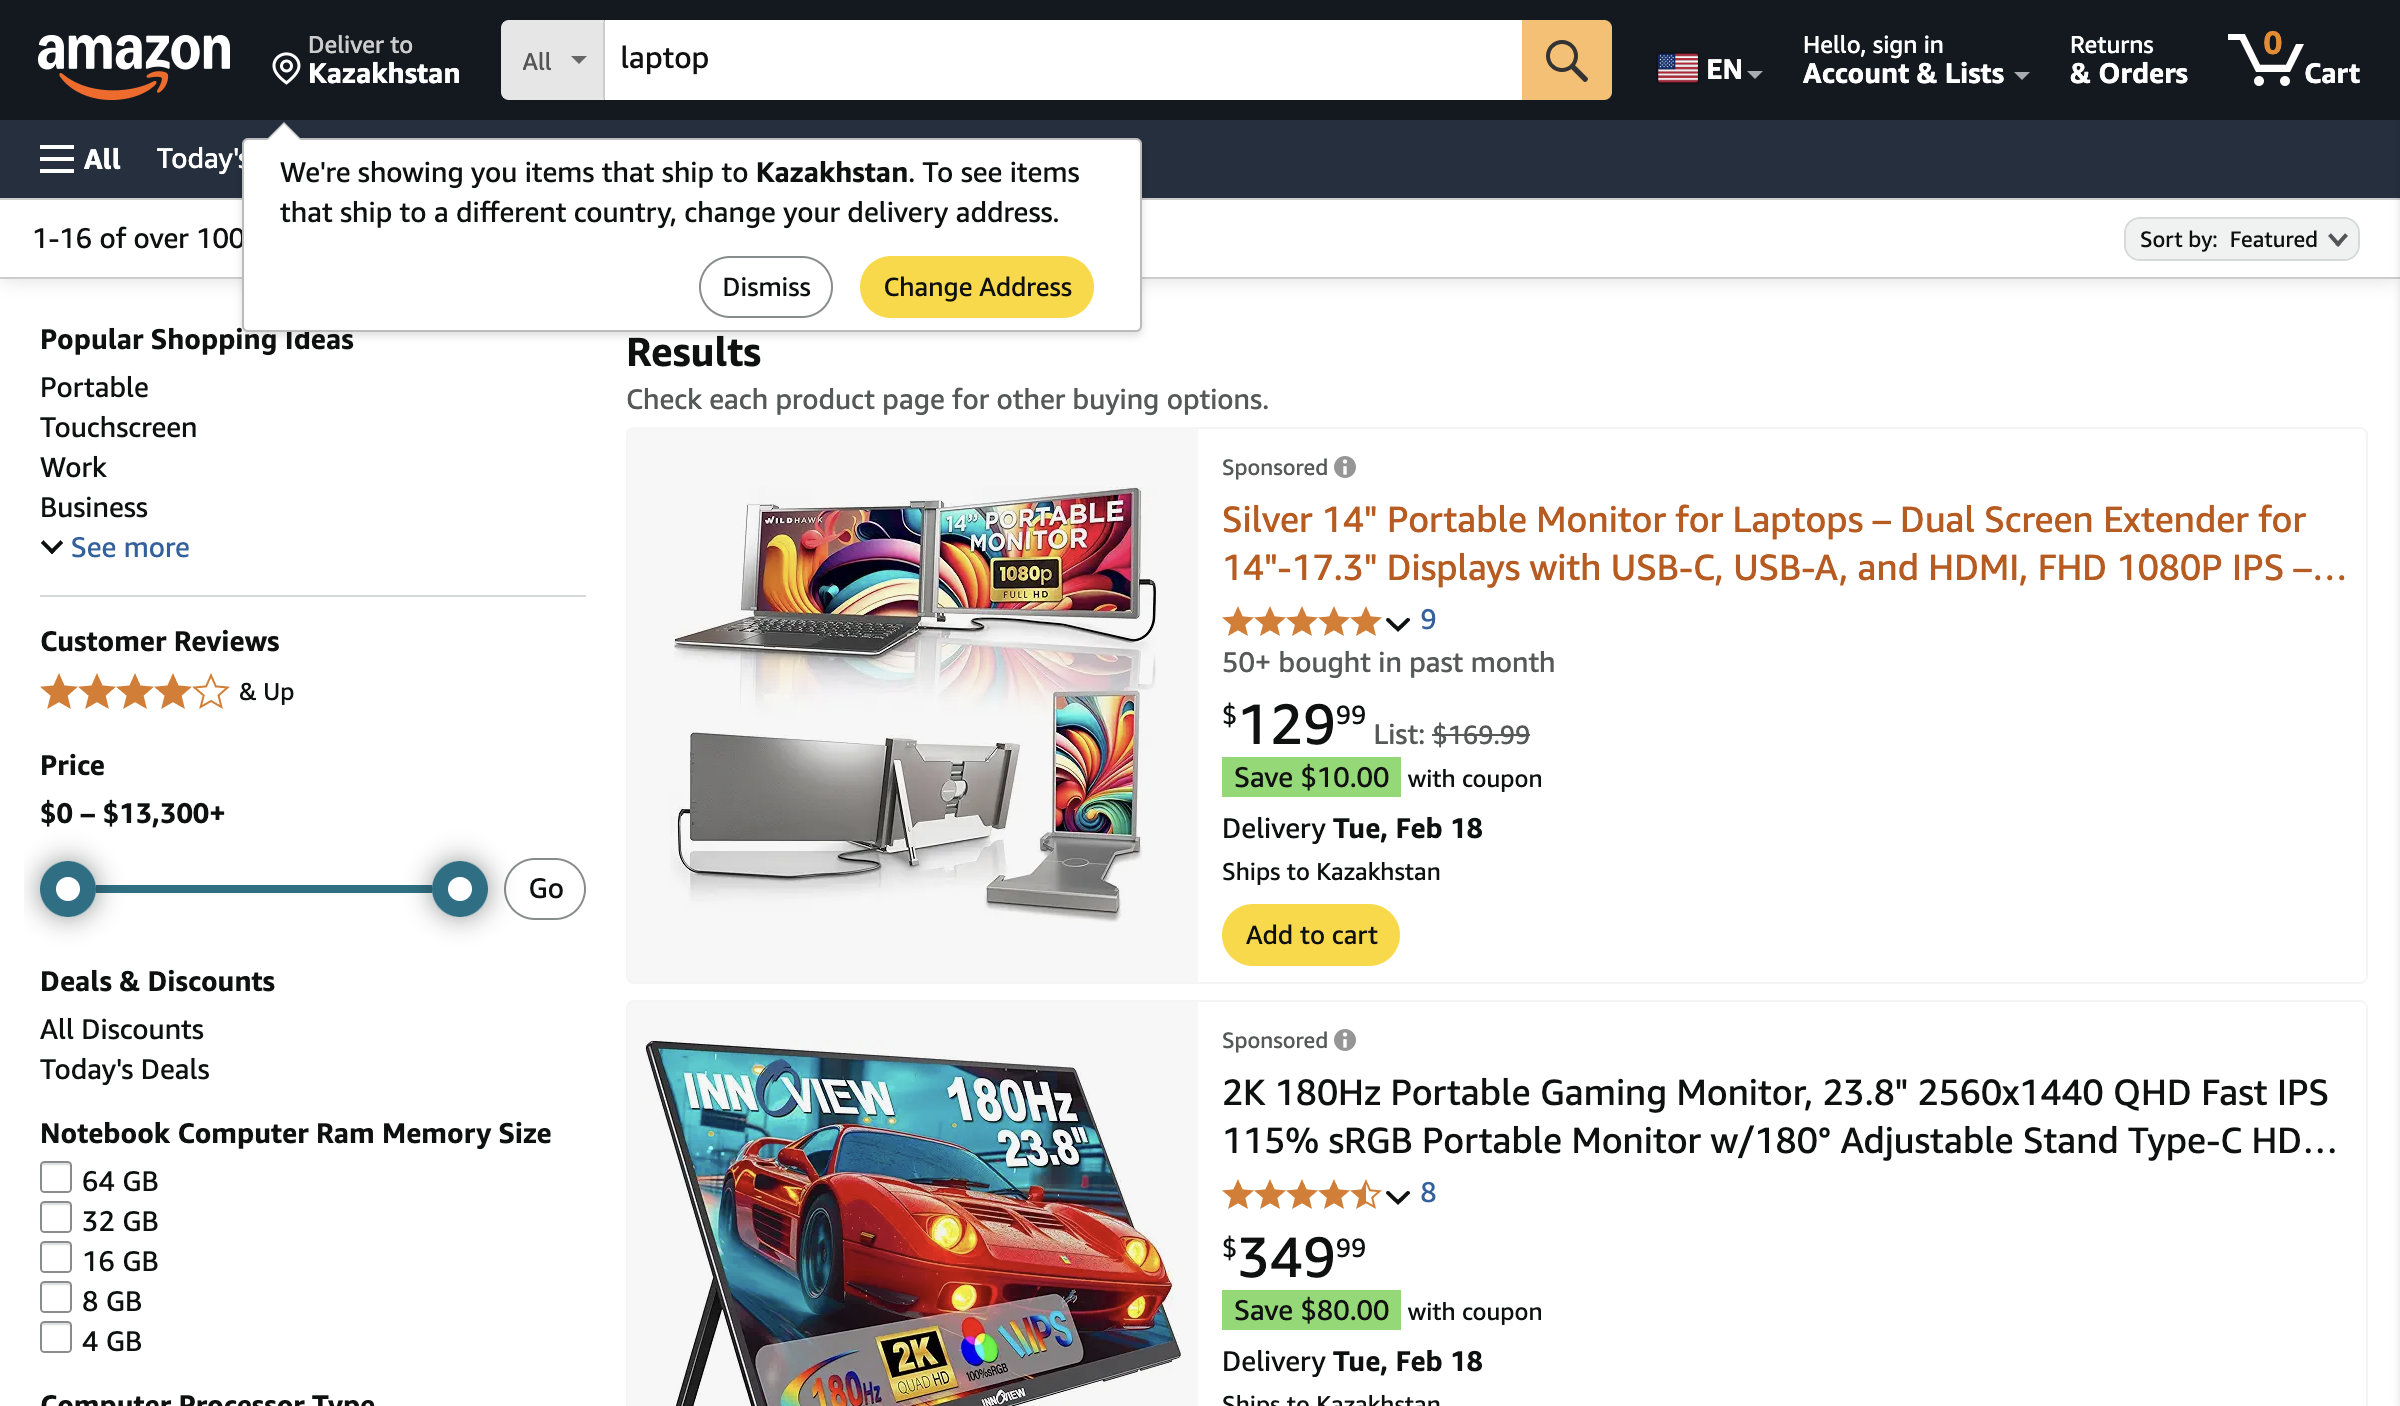 amazon
Deliver to
Kazakhstan
All
laptop
EN
Hello, sign in
Account & Lists
Returns
& Orders
0
Cart
All
Today's
We're showing you items that ship to Kazakhstan. To see items
that ship to a different country, change your delivery address.
Dismiss
Change Address
1-16 of over 100
Sort by: Featured
Popular Shopping Ideas
Portable
Touchscreen
Work
Business
See more
Customer Reviews
& Up
Price
$0 – $13,300+
Go
Deals & Discounts
All Discounts
Today's Deals
Notebook Computer Ram Memory Size
64 GB
32 GB
16 GB
8 GB
4 GB
Computer Processor Type
Results
Check each product page for other buying options.
WILDHAWK
14" PORTABLE
MONITOR
1080p
FULL HD
Sponsored
Silver 14" Portable Monitor for Laptops – Dual Screen Extender for
14"-17.3" Displays with USB-C, USB-A, and HDMI, FHD 1080P IPS –…
9
50+ bought in past month
$129.99 List: $169.99
Save $10.00 with coupon
Delivery Tue, Feb 18
Ships to Kazakhstan
Add to cart
INNOVIEW
180Hz
23.8"
180Hz
2K
QUAD HD
100%sRGB
IPS
INNOVIEW
Sponsored
2K 180Hz Portable Gaming Monitor, 23.8" 2560x1440 QHD Fast IPS
115% sRGB Portable Monitor w/180° Adjustable Stand Type-C HD…
8
$349.99
Save $80.00 with coupon
Delivery Tue, Feb 18
Ships to Kazakhstan